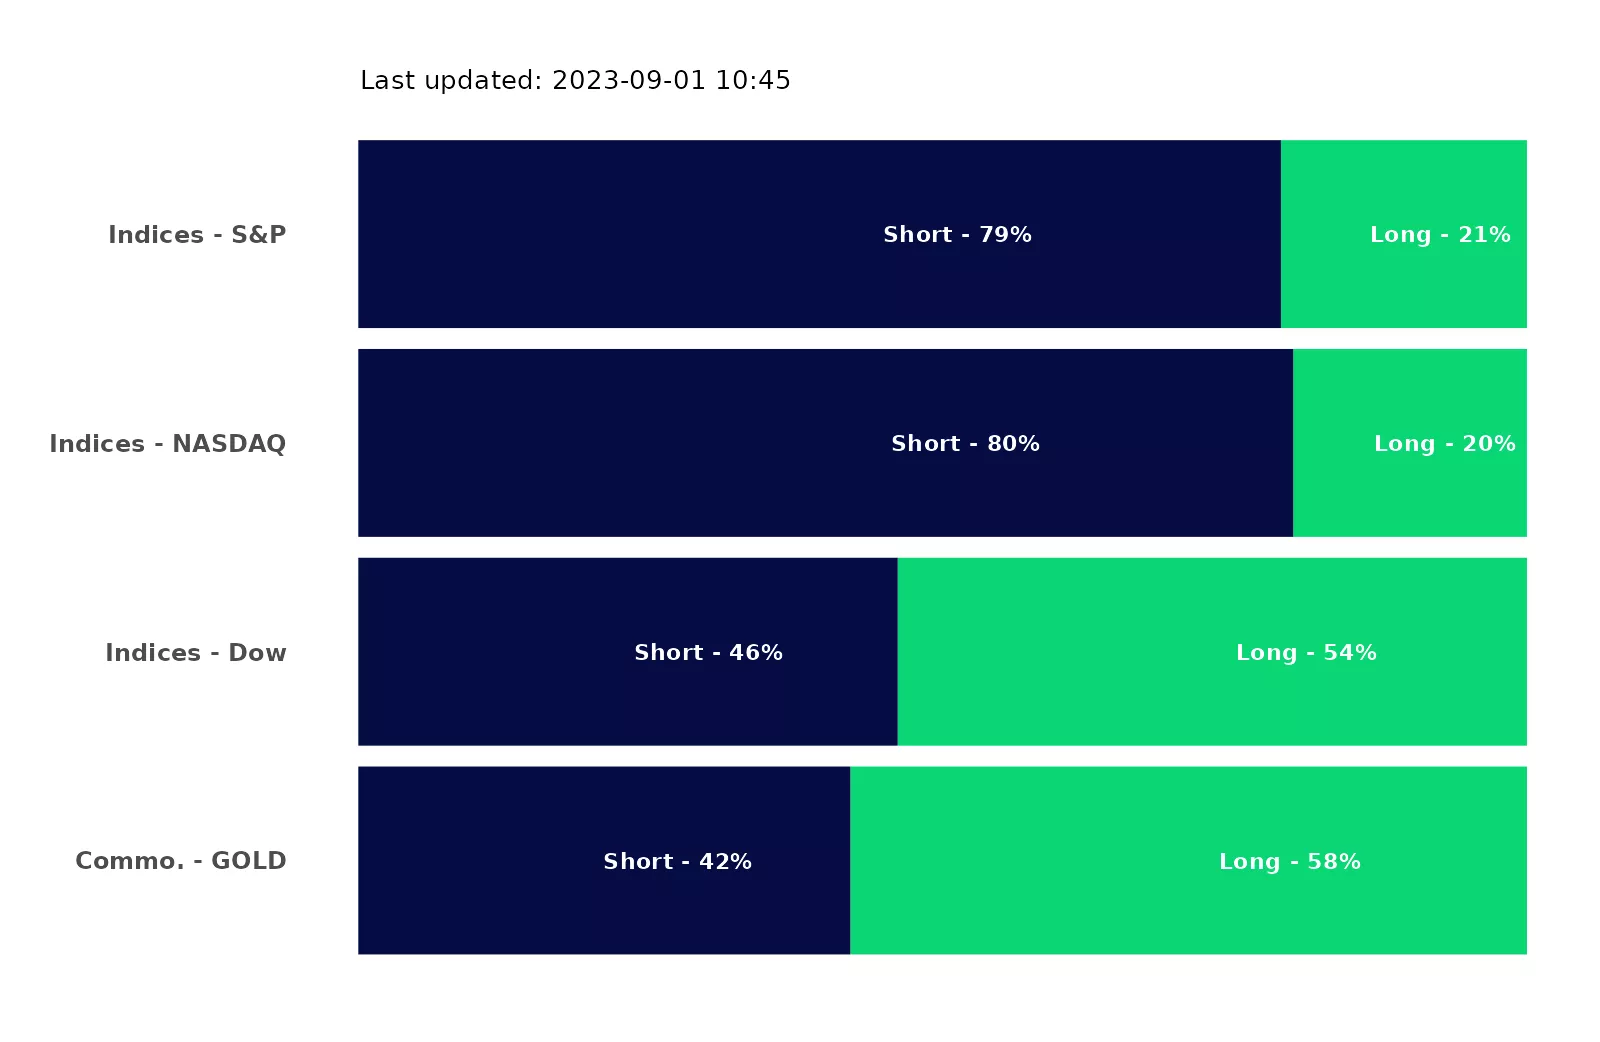 Last updated: 2023-09-01 10:45
Indices - S&P Short - 79% Long - 21%
Indices - NASDAQ Short - 80% Long - 20%
Indices - Dow Short - 46% Long - 54%
Commo. - GOLD Short - 42% Long - 58%